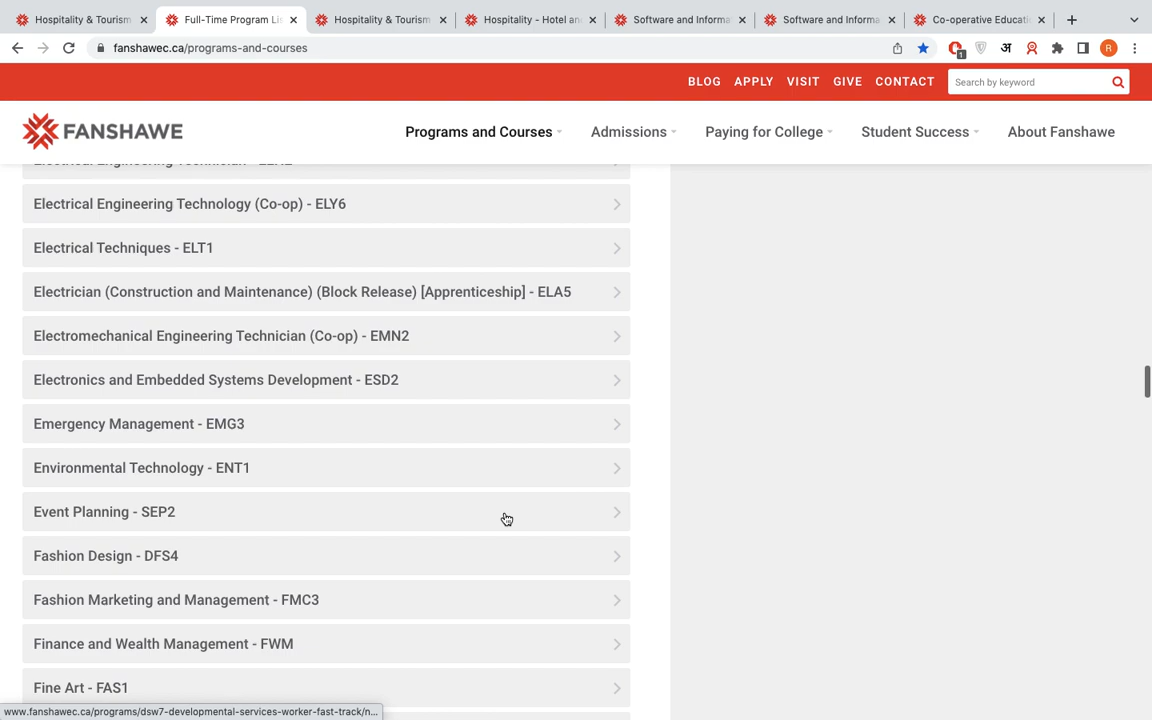 Hospitality & Tourism
Full-Time Program Li
Hospitality & Tourism
Hospitality - Hotel an
Software and Informa
Software and Informa
Co-operative Educati
fanshawec.ca/programs-and-courses
1
अ
R
BLOG APPLY VISIT GIVE CONTACT
Search by keyword
FANSHAWE
Programs and Courses
Admissions
Paying for College
Student Success
About Fanshawe
Electrical Engineering Technician - ELN2
Electrical Engineering Technology (Co-op) - ELY6
Electrical Techniques - ELT1
Electrician (Construction and Maintenance) (Block Release) [Apprenticeship] - ELA5
Electromechanical Engineering Technician (Co-op) - EMN2
Electronics and Embedded Systems Development - ESD2
Emergency Management - EMG3
Environmental Technology - ENT1
Event Planning - SEP2
Fashion Design - DFS4
Fashion Marketing and Management - FMC3
Finance and Wealth Management - FWM
Fine Art - FAS1
www.fanshawec.ca/programs/dsw7-developmental-services-worker-fast-track/n...